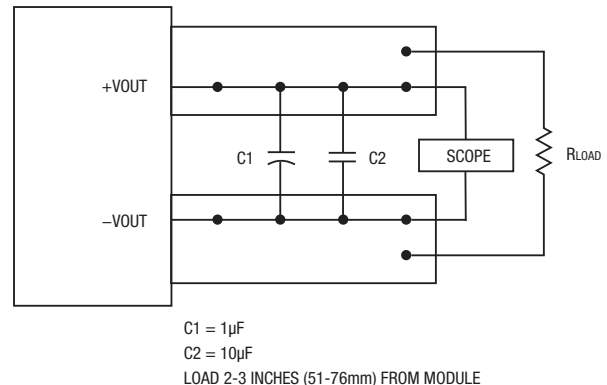 +VOUT
C1
C2
SCOPE
RLOAD
−VOUT
C1 = 1µF
C2 = 10µF
LOAD 2-3 INCHES (51-76mm) FROM MODULE